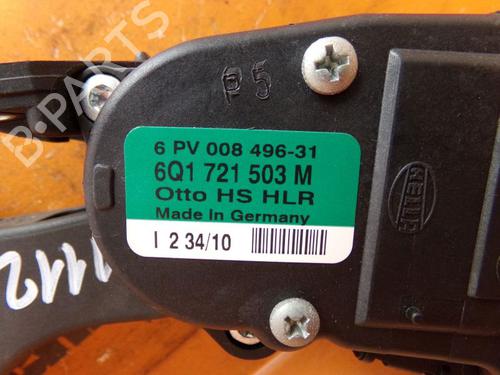 B-PARTS
P5
6 PV 008 496-31
6Q1 721 503 M
Otto HS HLR
Made in Germany
I 2 34/10
HELLA
1112